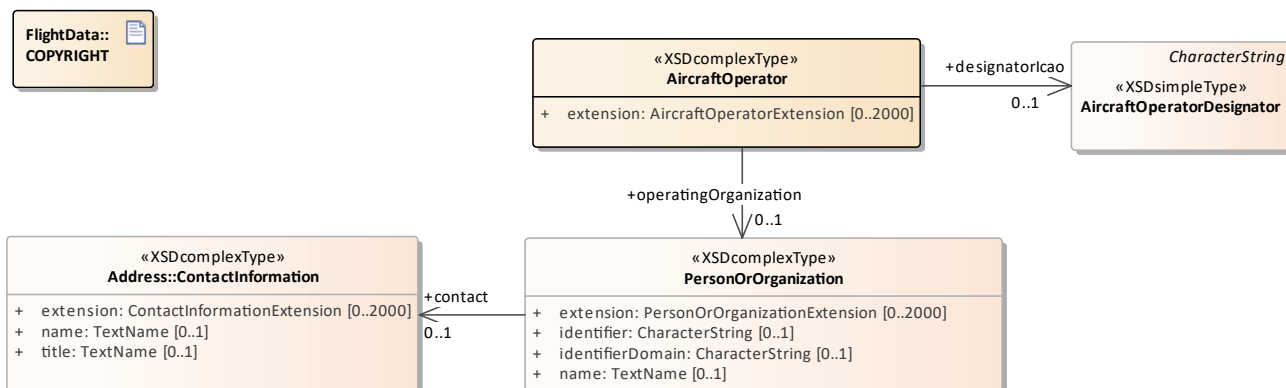 FlightData::
COPYRIGHT
«XSDcomplexType»
AircraftOperator
+ extension: AircraftOperatorExtension [0..2000]
+designatorIcao
0..1
CharacterString
«XSDsimpleType»
AircraftOperatorDesignator
+operatingOrganization
0..1
«XSDcomplexType»
Address::ContactInformation
+ extension: ContactInformationExtension [0..2000]
+ name: TextName [0..1]
+ title: TextName [0..1]
+contact
0..1
«XSDcomplexType»
PersonOrOrganization
+ extension: PersonOrOrganizationExtension [0..2000]
+ identifier: CharacterString [0..1]
+ identifierDomain: CharacterString [0..1]
+ name: TextName [0..1]